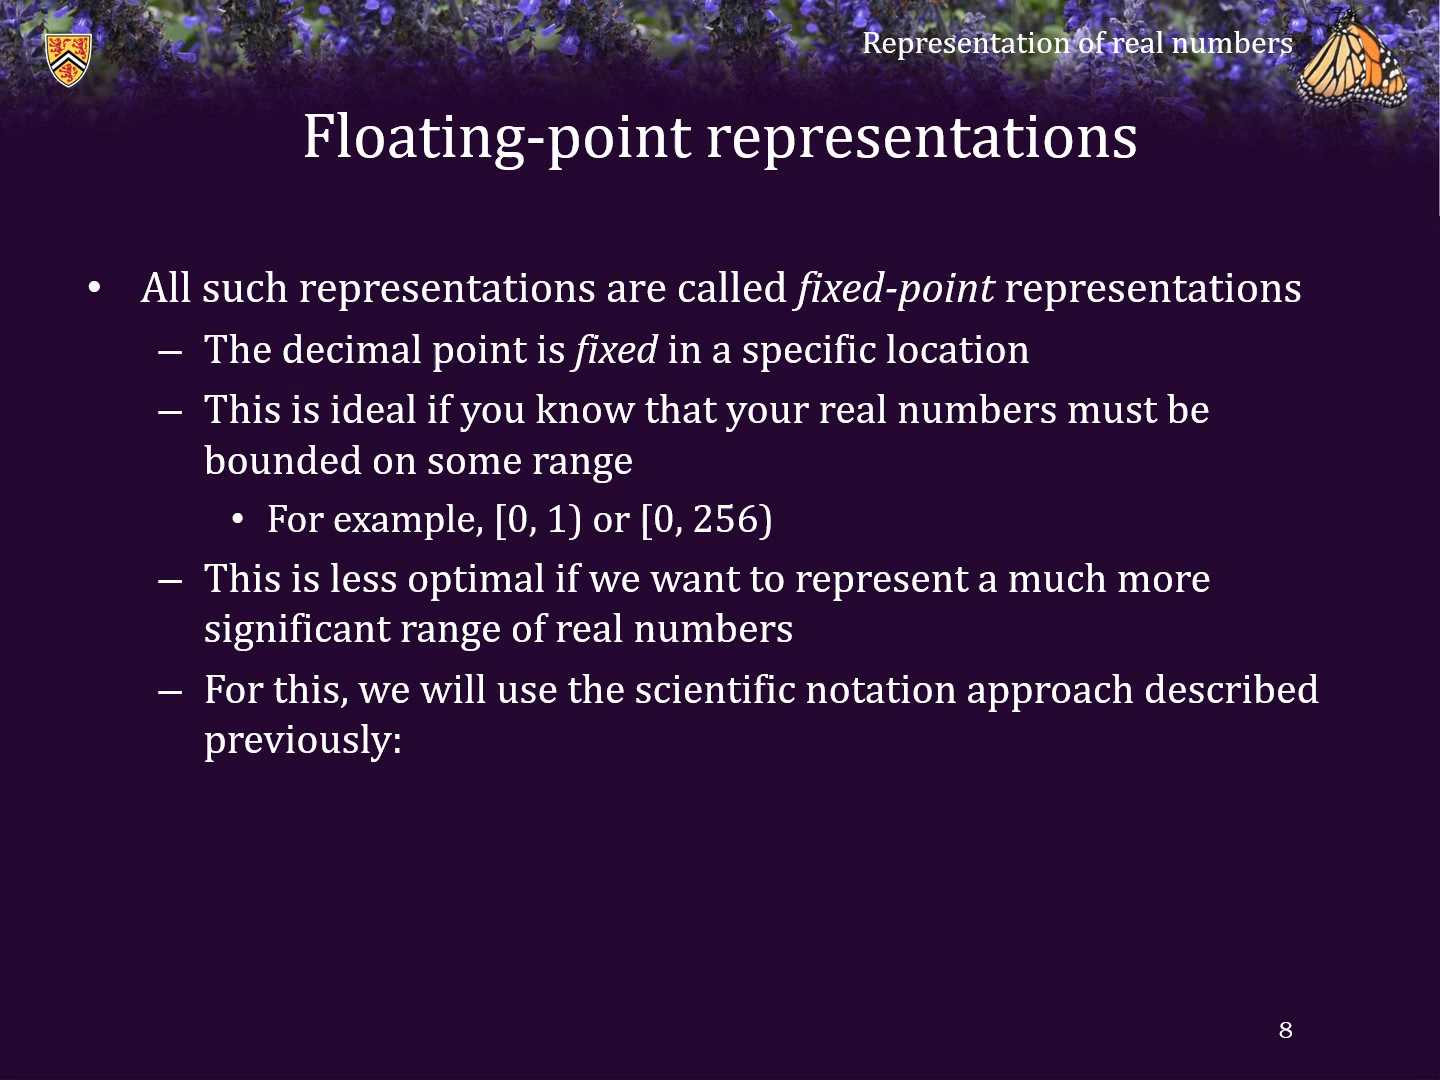 Representation of real numbers
Floating-point representations
• All such representations are called fixed-point representations
– The decimal point is fixed in a specific location
– This is ideal if you know that your real numbers must be
bounded on some range
• For example, [0, 1) or [0, 256)
– This is less optimal if we want to represent a much more
significant range of real numbers
– For this, we will use the scientific notation approach described
previously:
8